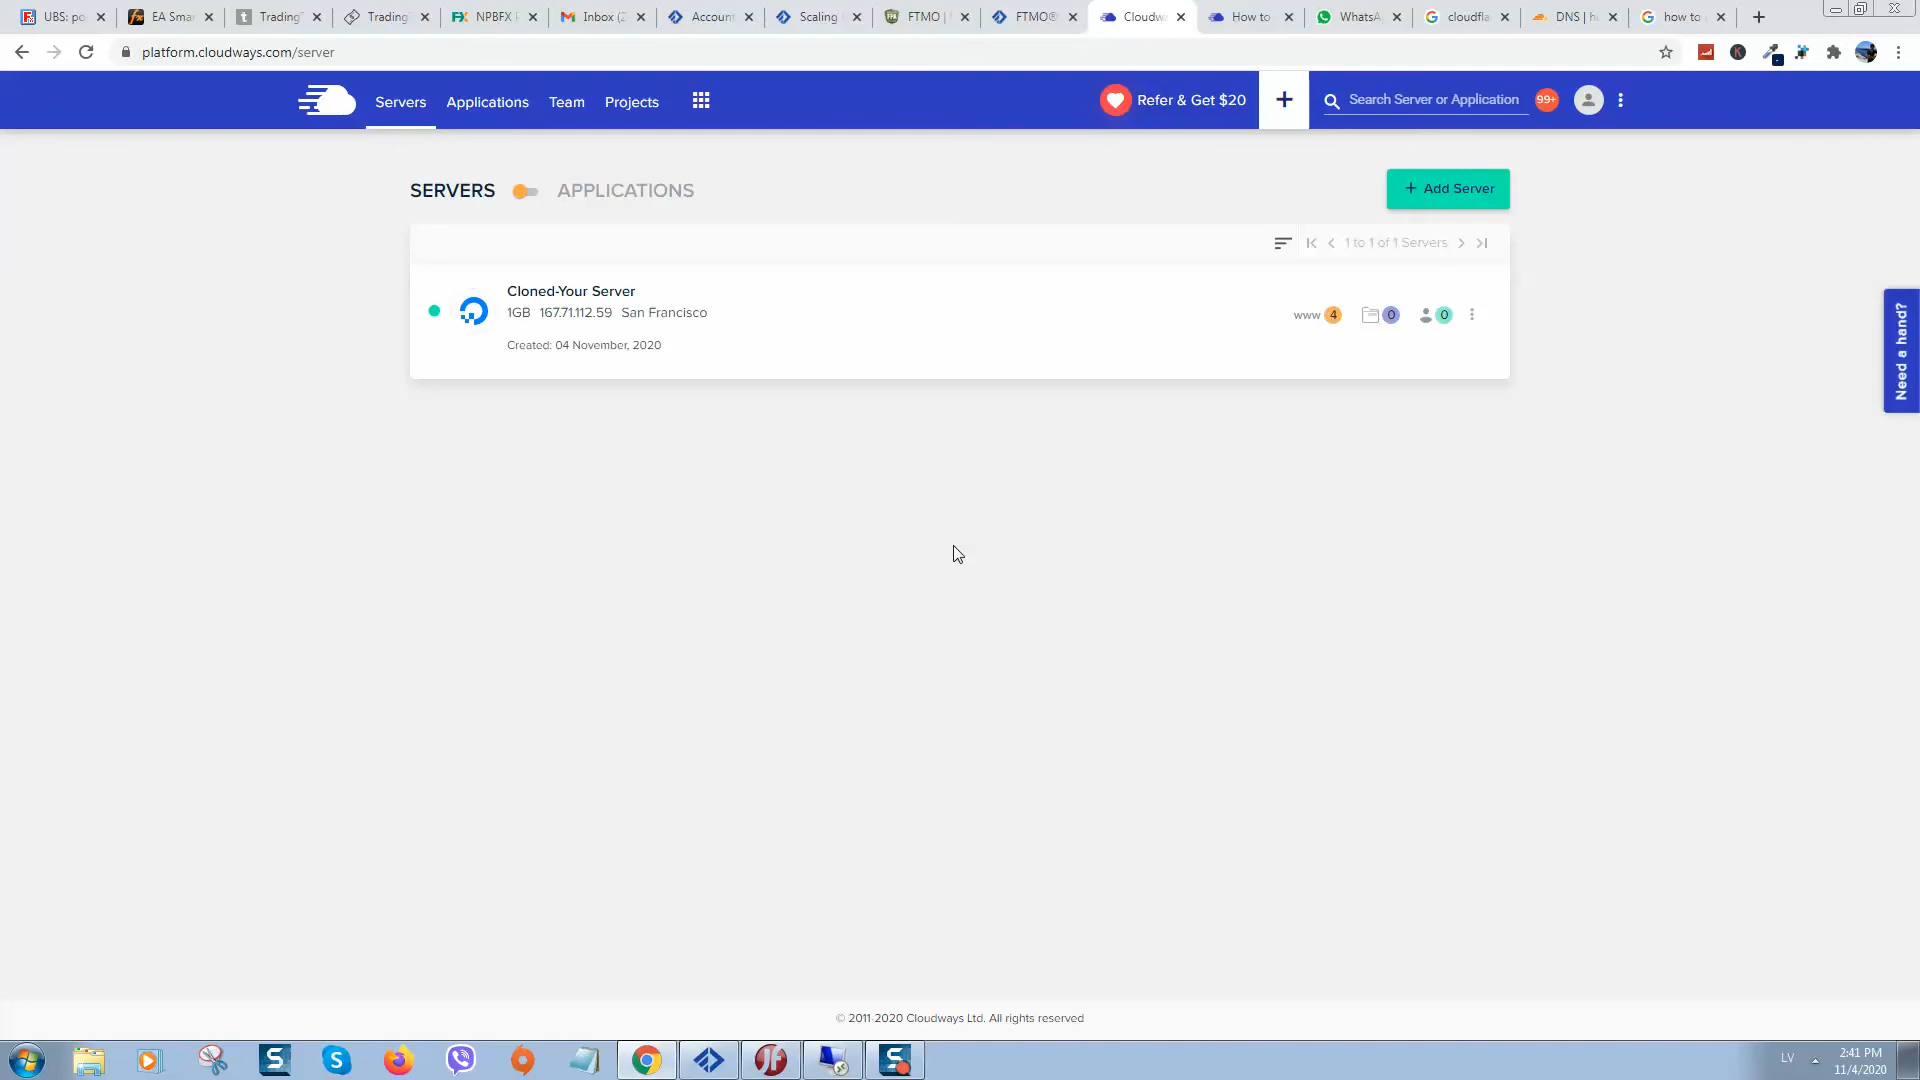 UBS: po
EA Smar
Trading
Trading
NPBFX
Inbox (2
Account
Scaling
FTMO |
FTMO®
Cloudw
How to
WhatsA
cloudfla
DNS | h
how to
platform.cloudways.com/server
Servers
Applications
Team
Projects
Refer & Get $20
Search Server or Application
99+
SERVERS
APPLICATIONS
+ Add Server
1 to 1 of 1 Servers
Cloned-Your Server
1GB 167.71.112.59 San Francisco
www 4
0
0
Created: 04 November, 2020
Need a hand?
© 2011-2020 Cloudways Ltd. All rights reserved
LV
2:41 PM
11/4/2020